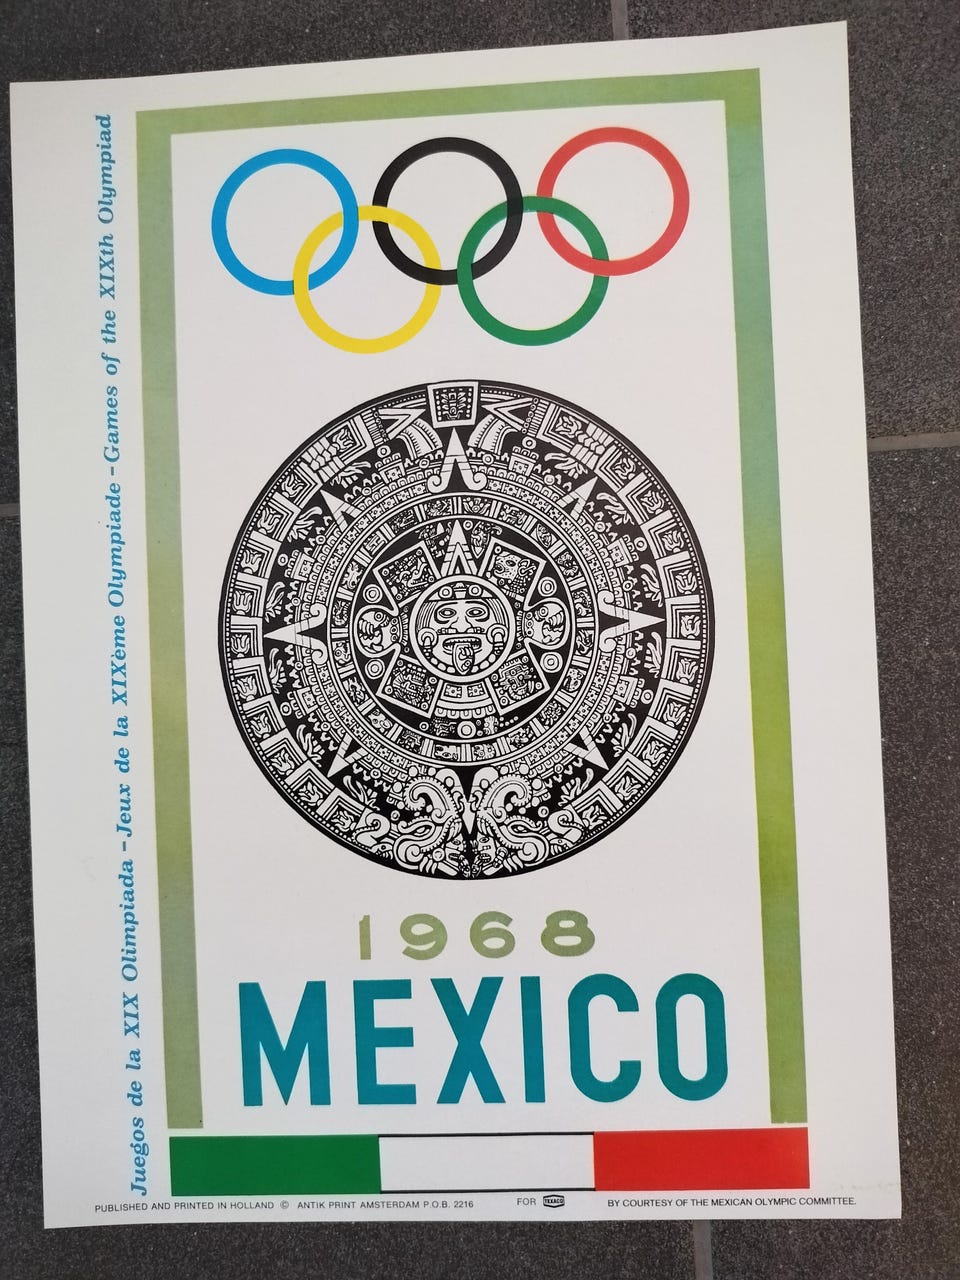 Juegos de la XIX Olimpiada - Jeux de la XIXème Olympiade - Games of the XIXth Olympiad
1968
MEXICO
PUBLISHED AND PRINTED IN HOLLAND © ANTIK PRINT AMSTERDAM P.O.B. 2216 FOR TEXACO BY COURTESY OF THE MEXICAN OLYMPIC COMMITTEE.